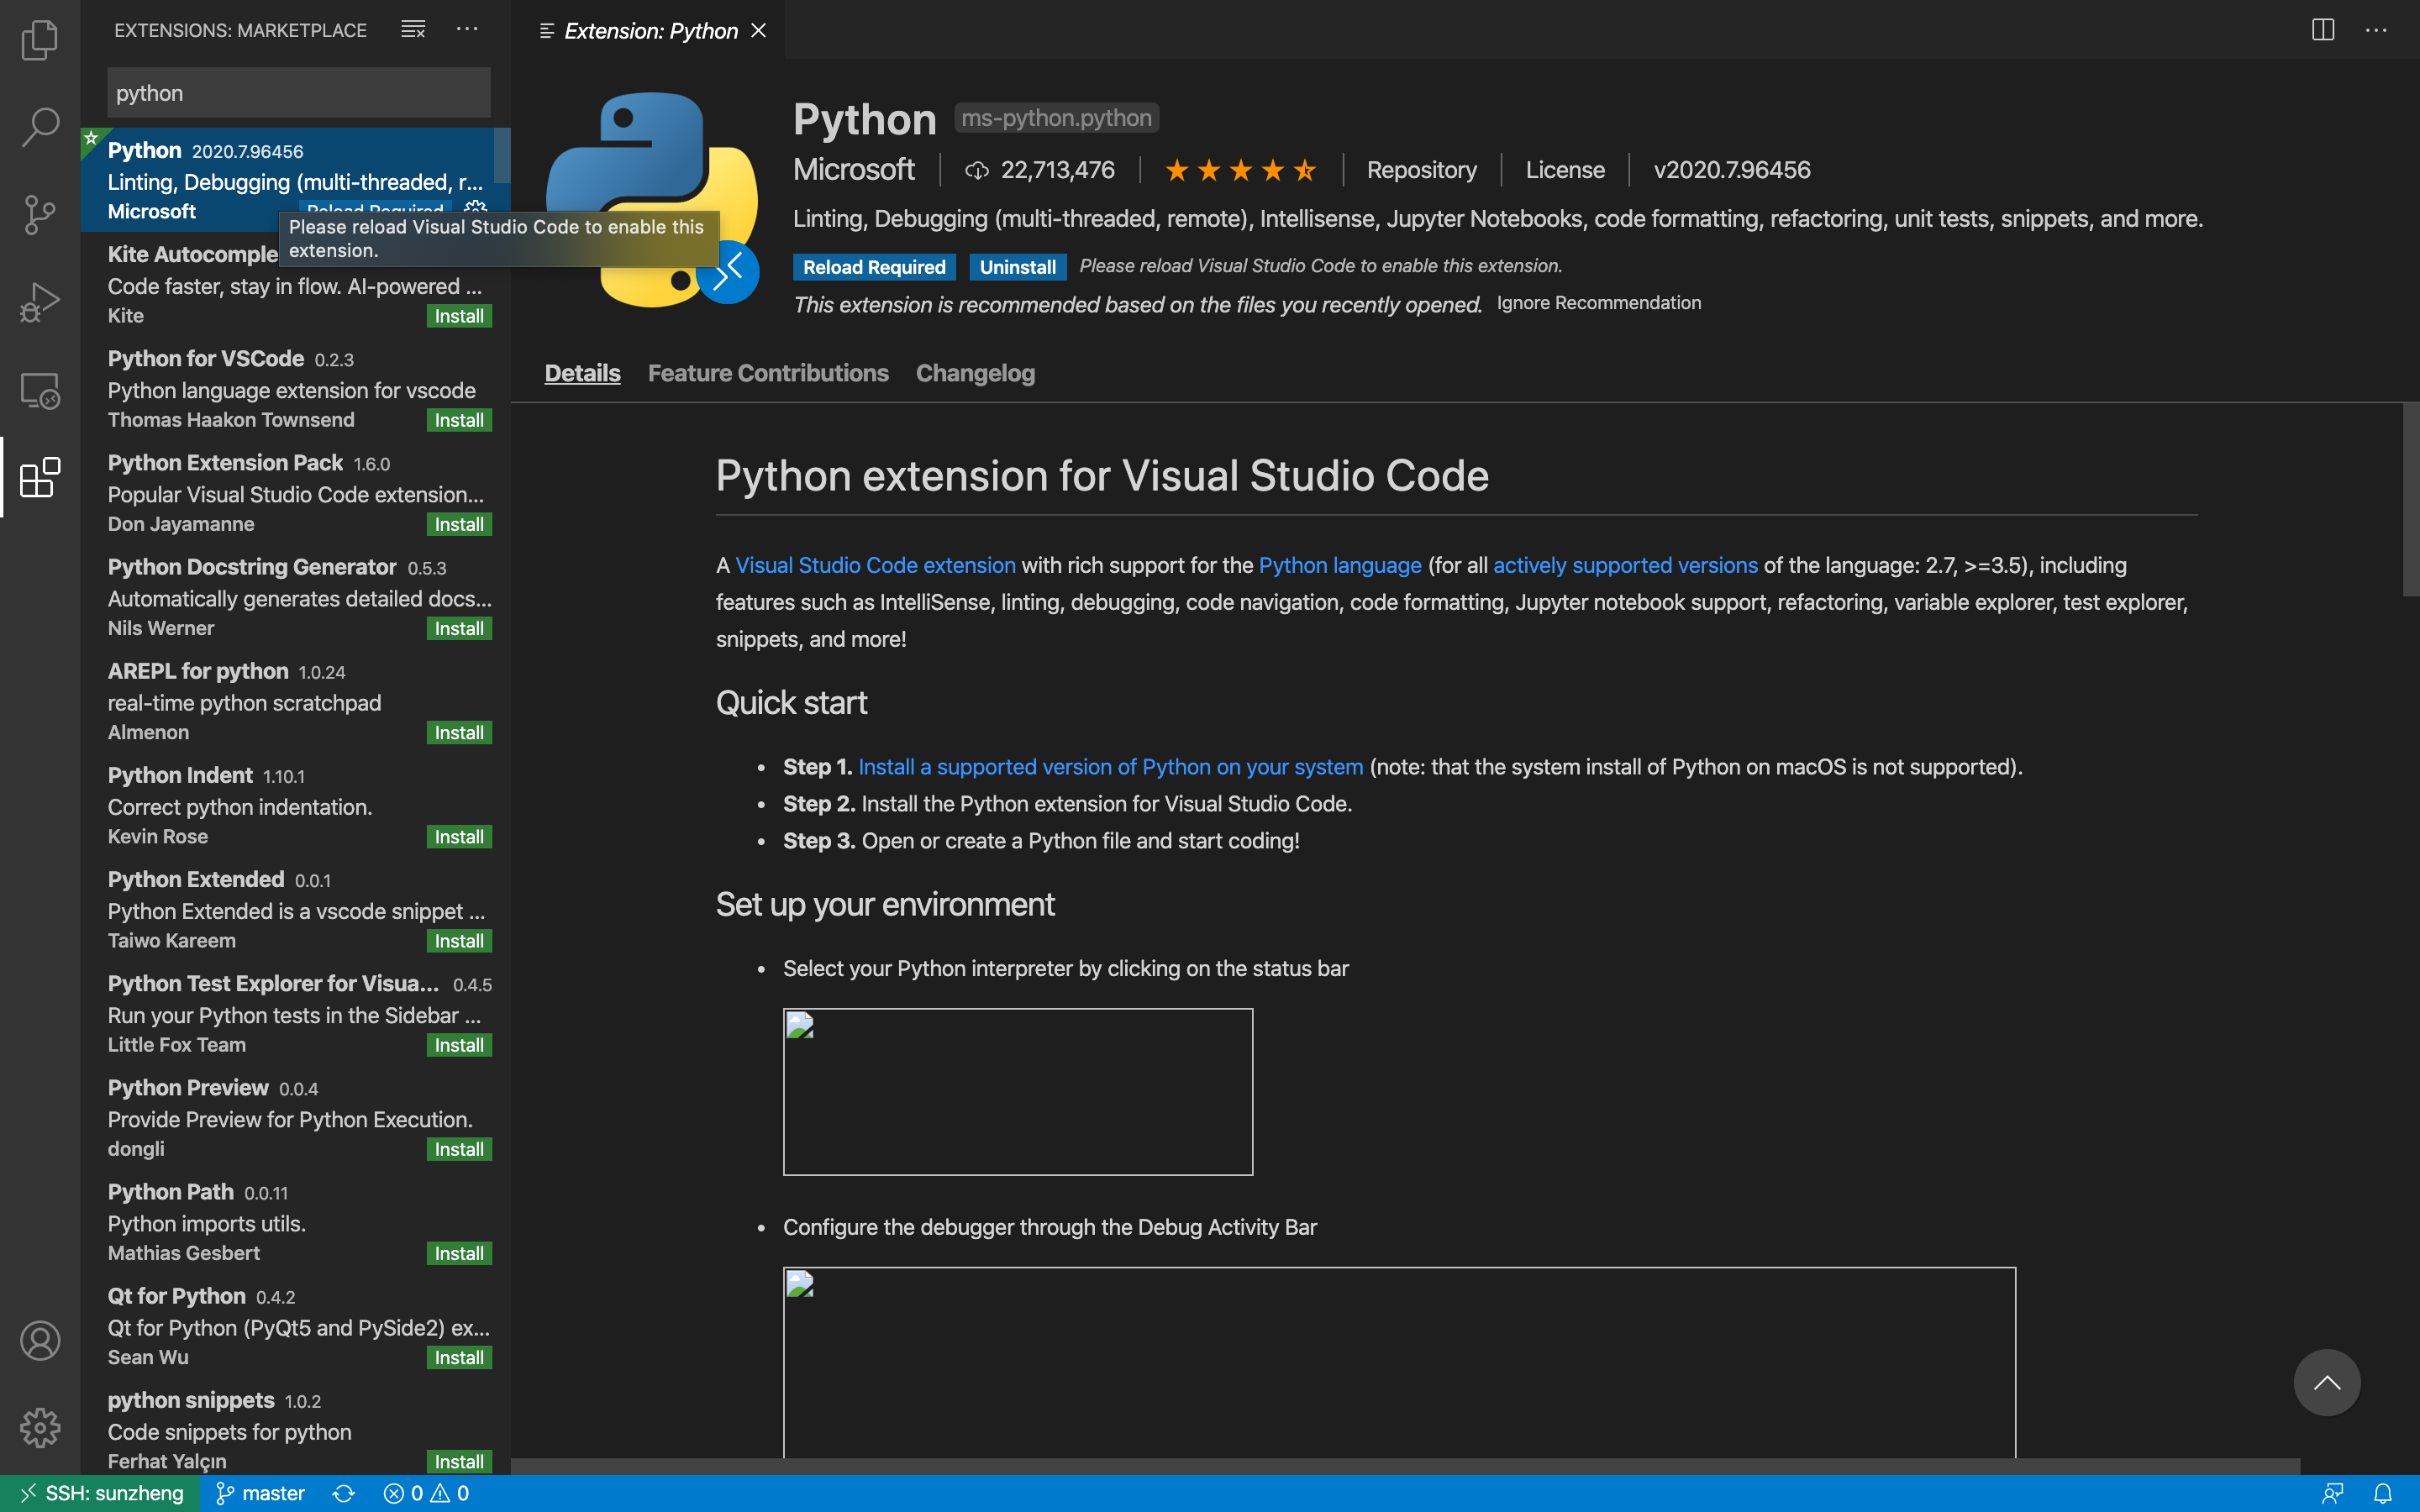 EXTENSIONS: MARKETPLACE
python
Python 2020.7.96456
Linting, Debugging (multi-threaded, r...
Microsoft Reload Required
Please reload Visual Studio Code to enable this
extension.
Kite Autocomple
Code faster, stay in flow. AI-powered ...
Kite Install
Python for VSCode 0.2.3
Python language extension for vscode
Thomas Haakon Townsend Install
Python Extension Pack 1.6.0
Popular Visual Studio Code extension...
Don Jayamanne Install
Python Docstring Generator 0.5.3
Automatically generates detailed docs...
Nils Werner Install
AREPL for python 1.0.24
real-time python scratchpad
Almenon Install
Python Indent 1.10.1
Correct python indentation.
Kevin Rose Install
Python Extended 0.0.1
Python Extended is a vscode snippet ...
Taiwo Kareem Install
Python Test Explorer for Visua... 0.4.5
Run your Python tests in the Sidebar ...
Little Fox Team Install
Python Preview 0.0.4
Provide Preview for Python Execution.
dongli Install
Python Path 0.0.11
Python imports utils.
Mathias Gesbert Install
Qt for Python 0.4.2
Qt for Python (PyQt5 and PySide2) ex...
Sean Wu Install
python snippets 1.0.2
Code snippets for python
Ferhat Yalçın Install
Extension: Python
Python ms-python.python
Microsoft 22,713,476 Repository License v2020.7.96456
Linting, Debugging (multi-threaded, remote), Intellisense, Jupyter Notebooks, code formatting, refactoring, unit tests, snippets, and more.
Reload Required Uninstall Please reload Visual Studio Code to enable this extension.
This extension is recommended based on the files you recently opened. Ignore Recommendation
Details Feature Contributions Changelog
Python extension for Visual Studio Code
A Visual Studio Code extension with rich support for the Python language (for all actively supported versions of the language: 2.7, >=3.5), including
features such as IntelliSense, linting, debugging, code navigation, code formatting, Jupyter notebook support, refactoring, variable explorer, test explorer,
snippets, and more!
Quick start
• Step 1. Install a supported version of Python on your system (note: that the system install of Python on macOS is not supported).
• Step 2. Install the Python extension for Visual Studio Code.
• Step 3. Open or create a Python file and start coding!
Set up your environment
• Select your Python interpreter by clicking on the status bar
• Configure the debugger through the Debug Activity Bar
SSH: sunzheng master 0 0